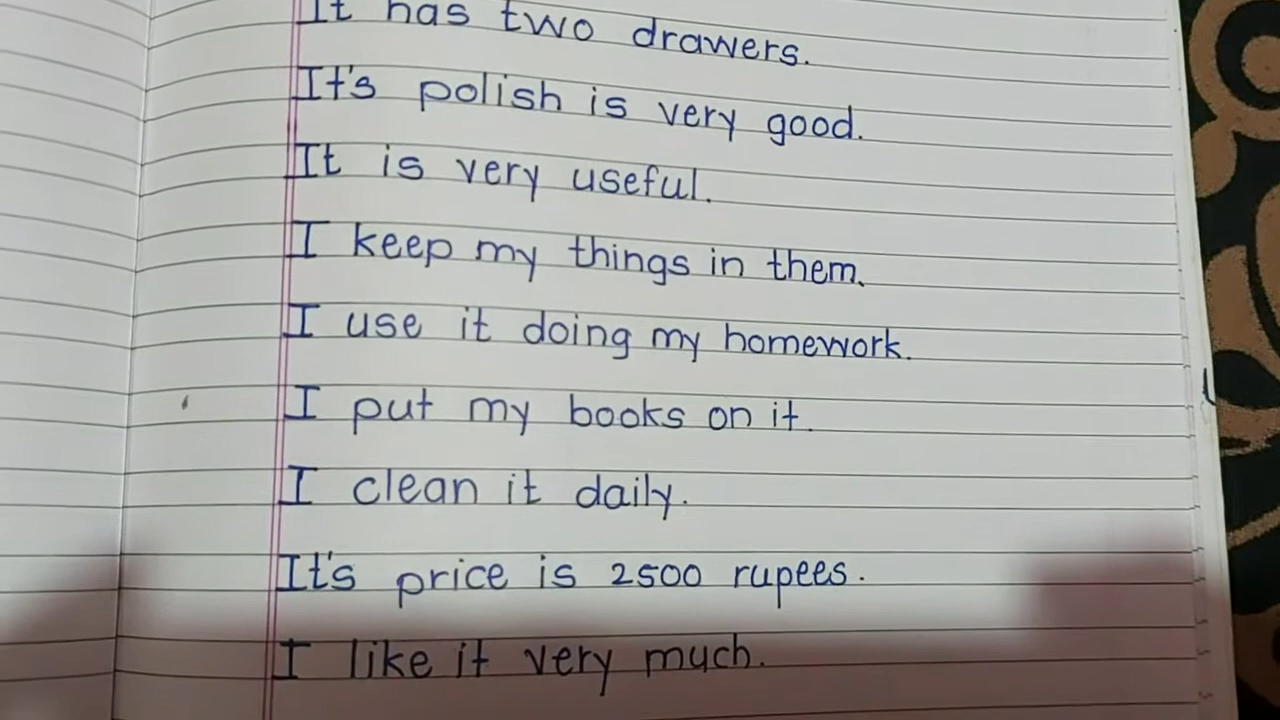 It has two drawers.
It's polish is very good.
It is very useful.
I keep my things in them.
I use it doing my homework.
I put my books on it.
I clean it daily.
It's price is 2500 rupees.
I like it very much.